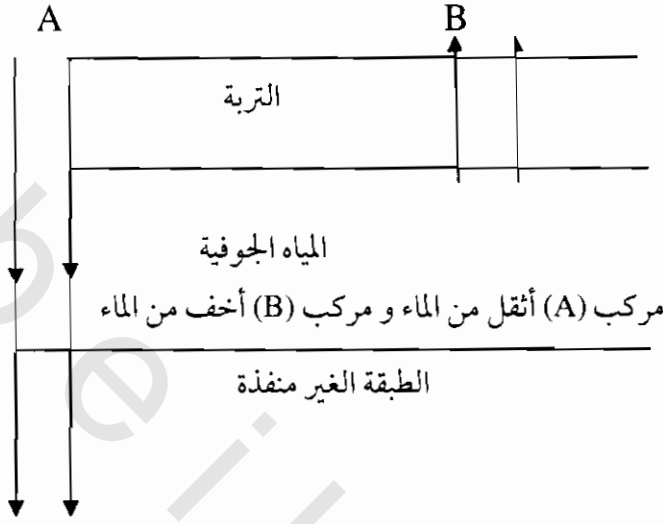 A B
التربة
المياه الجوفية
مركب (A) أثقل من الماء و مركب (B) أخف من الماء
الطبقة الغير منفذة